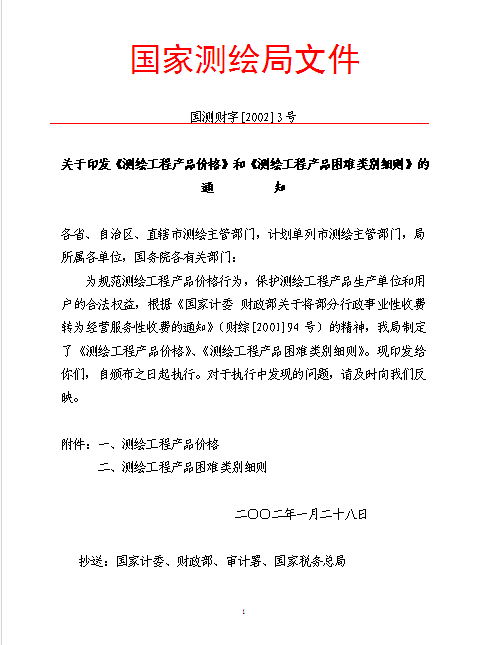 国家测绘局文件
国测财字[2002]3号
关于印发《测绘工程产品价格》和《测绘工程产品困难类别细则》的
通 知
各省、自治区、直辖市测绘主管部门，计划单列市测绘主管部门，局
所属各单位，国务院各有关部门：
为规范测绘工程产品价格行为，保护测绘工程产品生产单位和用
户的合法权益，根据《国家计委 财政部关于将部分行政事业性收费
转为经营服务性收费的通知》（财综[2001]94 号）的精神，我局制定
了《测绘工程产品价格》、《测绘工程产品困难类别细则》。现印发给
你们，自颁布之日起执行。对于执行中发现的问题，请及时向我们反
映。
附件：一、测绘工程产品价格
二、测绘工程产品困难类别细则
二〇〇二年一月二十八日
抄送：国家计委、财政部、审计署、国家税务总局
1